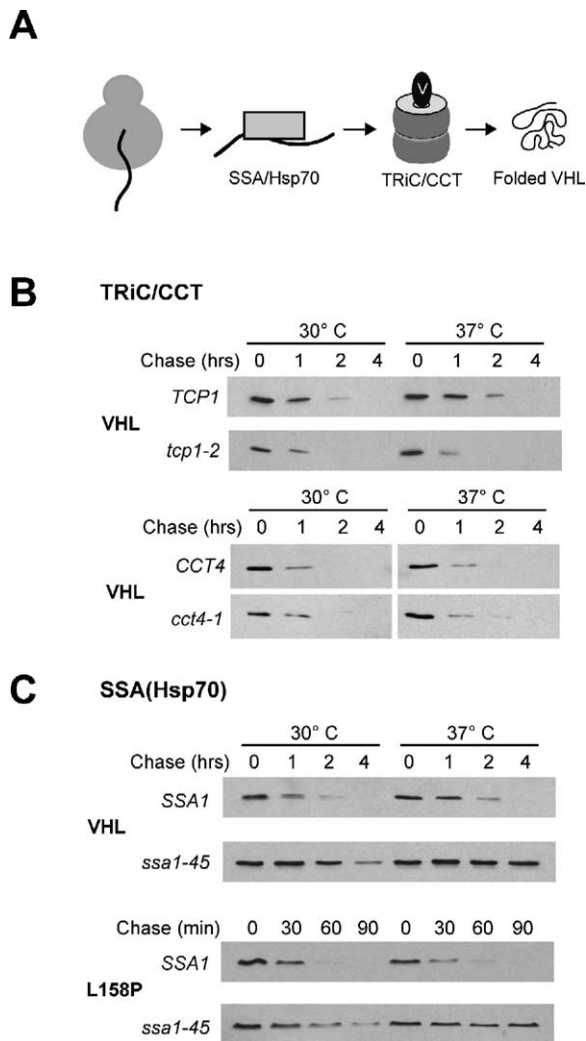 A
V
SSA/Hsp70
TRiC/CCT
Folded VHL
B
TRiC/CCT
30° C 37° C
Chase (hrs) 0 1 2 4 0 1 2 4
TCP1
VHL
tcp1-2
30° C 37° C
Chase (hrs) 0 1 2 4 0 1 2 4
CCT4
VHL
cct4-1
C
SSA(Hsp70)
30° C 37° C
Chase (hrs) 0 1 2 4 0 1 2 4
SSA1
VHL
ssa1-45
Chase (min) 0 30 60 90 0 30 60 90
SSA1
L158P
ssa1-45